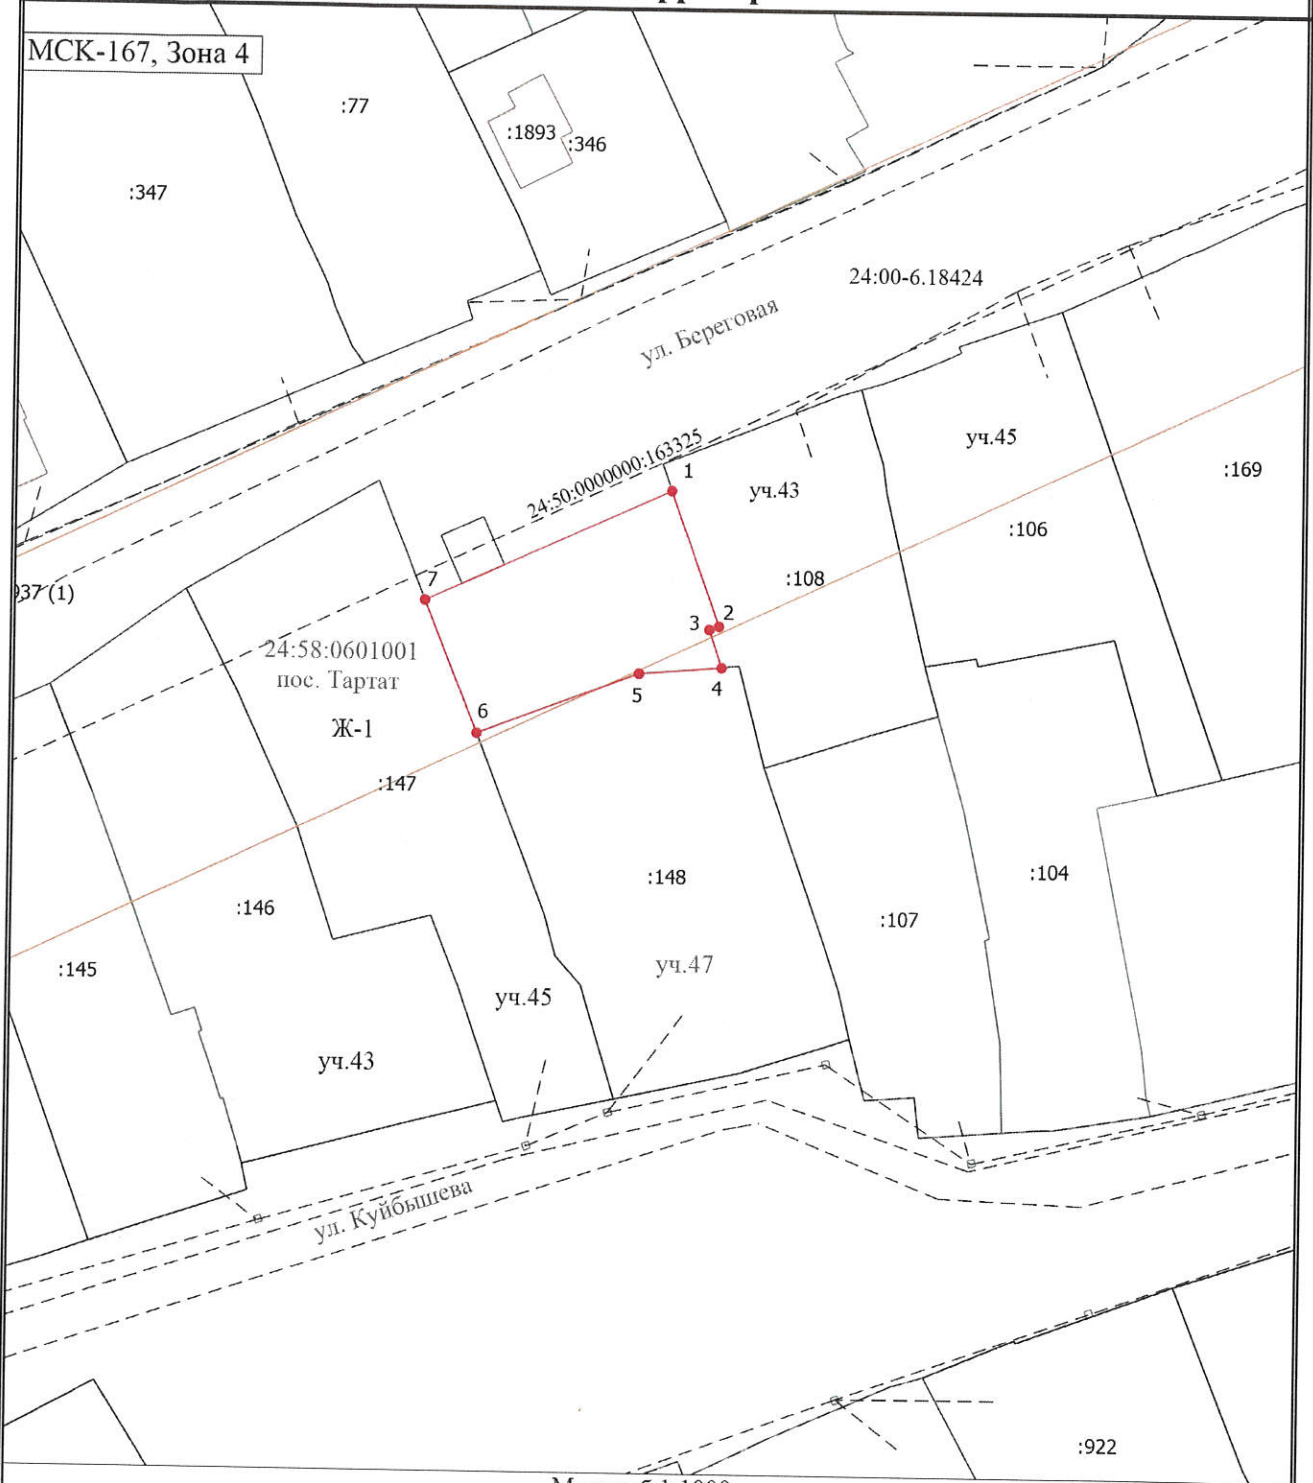 МСК-167, Зона 4
:77
:1893
:346
:347
24:00-6.18424
ул. Береговая
уч.45
24:50:0000000:163325
1
:169
уч.43
:106
7
:108
37 (1)
2
3
24:58:0601001
пос. Тартат
4
5
6
Ж-1
:147
:148
:104
:146
:107
уч.47
:145
уч.45
уч.43
ул. Куйбышева
:922